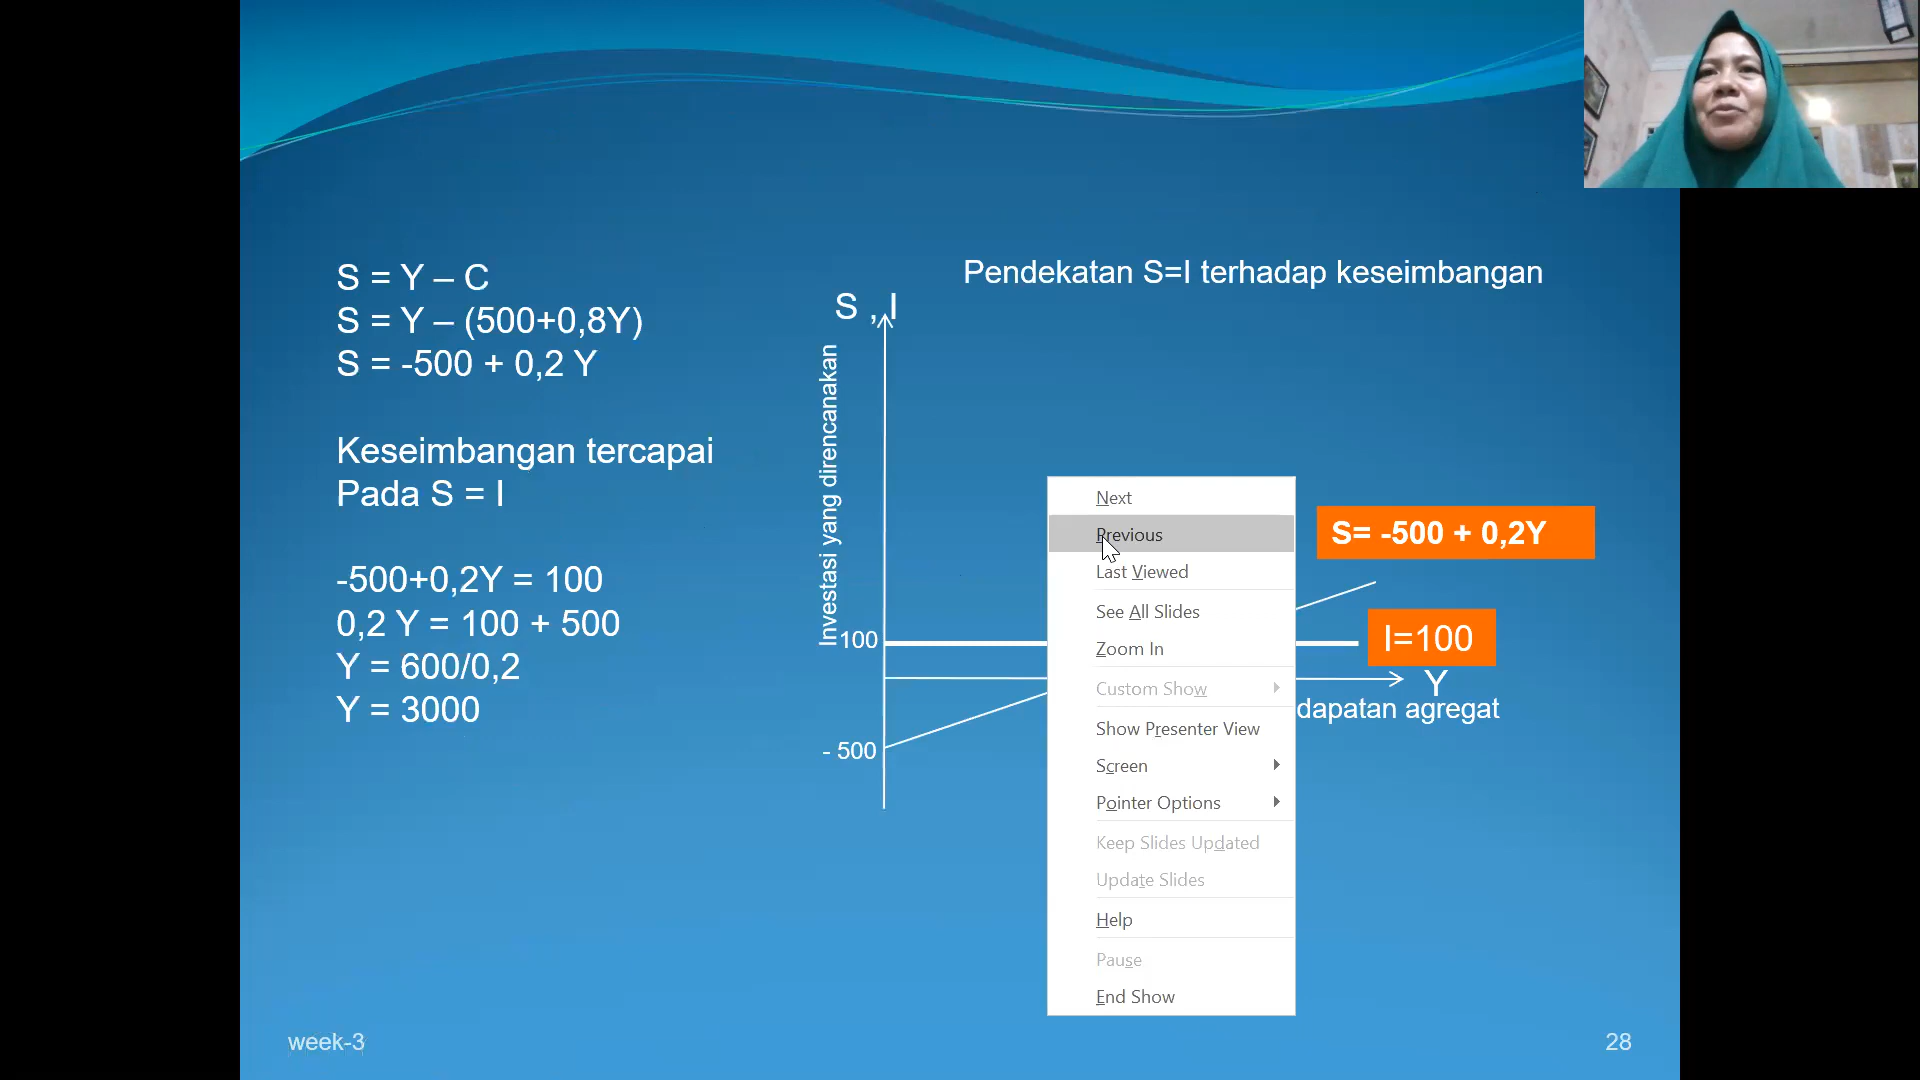 S = Y – C
S = Y – (500+0,8Y)
S = -500 + 0,2 Y
Keseimbangan tercapai
Pada S = I
-500+0,2Y = 100
0,2 Y = 100 + 500
Y = 600/0,2
Y = 3000
Pendekatan S=I terhadap keseimbangan
S , I
Investasi yang direncanakan
100
- 500
S= -500 + 0,2Y
I=100
Y
dapatan agregat
Next
Previous
Last Viewed
See All Slides
Zoom In
Custom Show
Show Presenter View
Screen
Pointer Options
Keep Slides Updated
Update Slides
Help
Pause
End Show
week-3
28